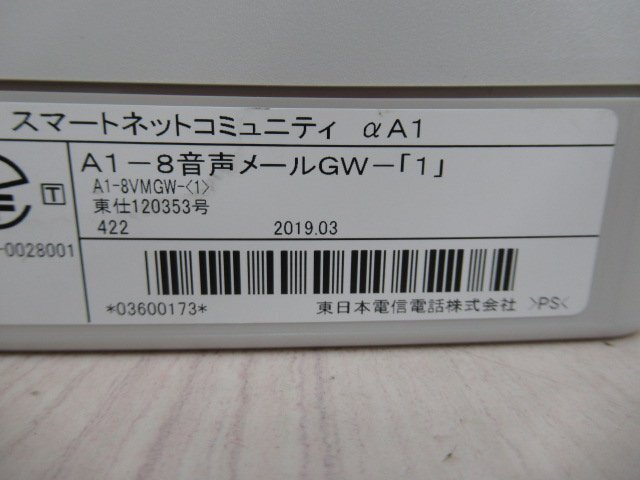 スマートネットコミュニティ αA1
A1-8音声メールGW-「1」
A1-8VMGW-<1>
東仕120353号
422 2019.03
T
-0028001
*03600173* 東日本電信電話株式会社 >PS<